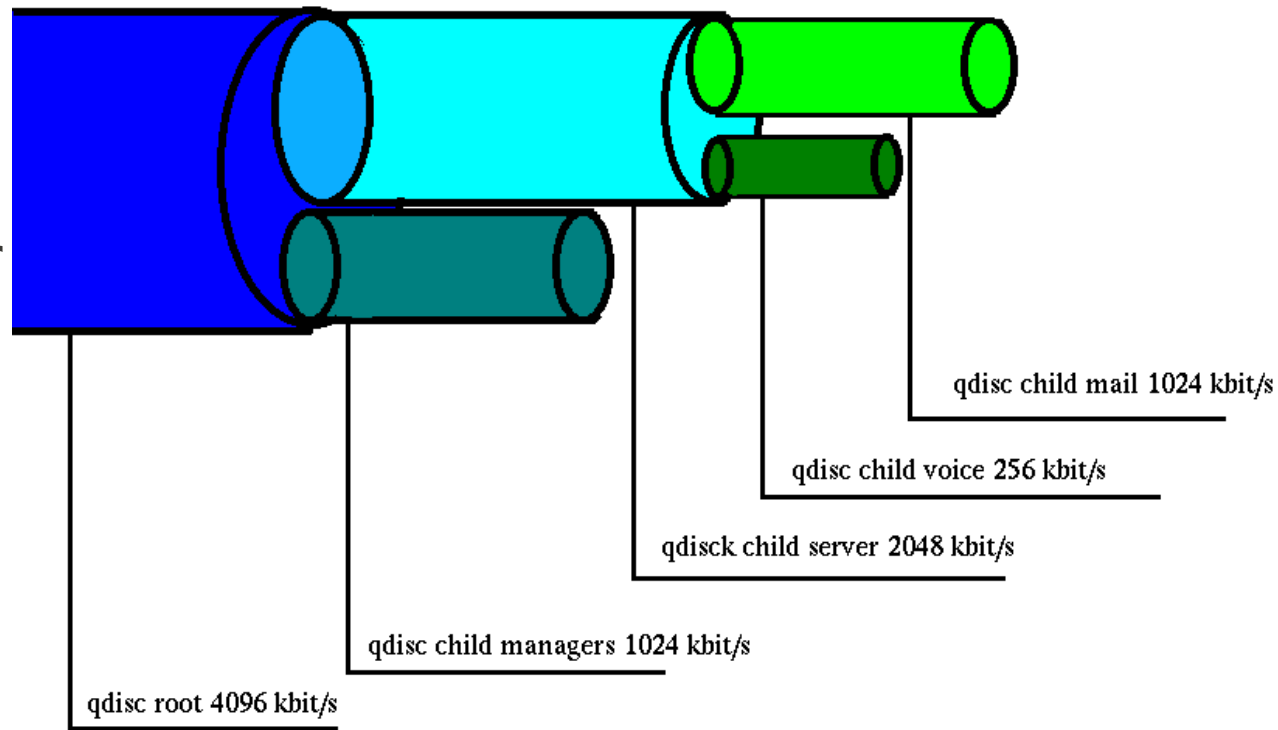 qdisc child mail 1024 kbit/s
qdisc child voice 256 kbit/s
qdisck child server 2048 kbit/s
qdisc child managers 1024 kbit/s
qdisc root 4096 kbit/s